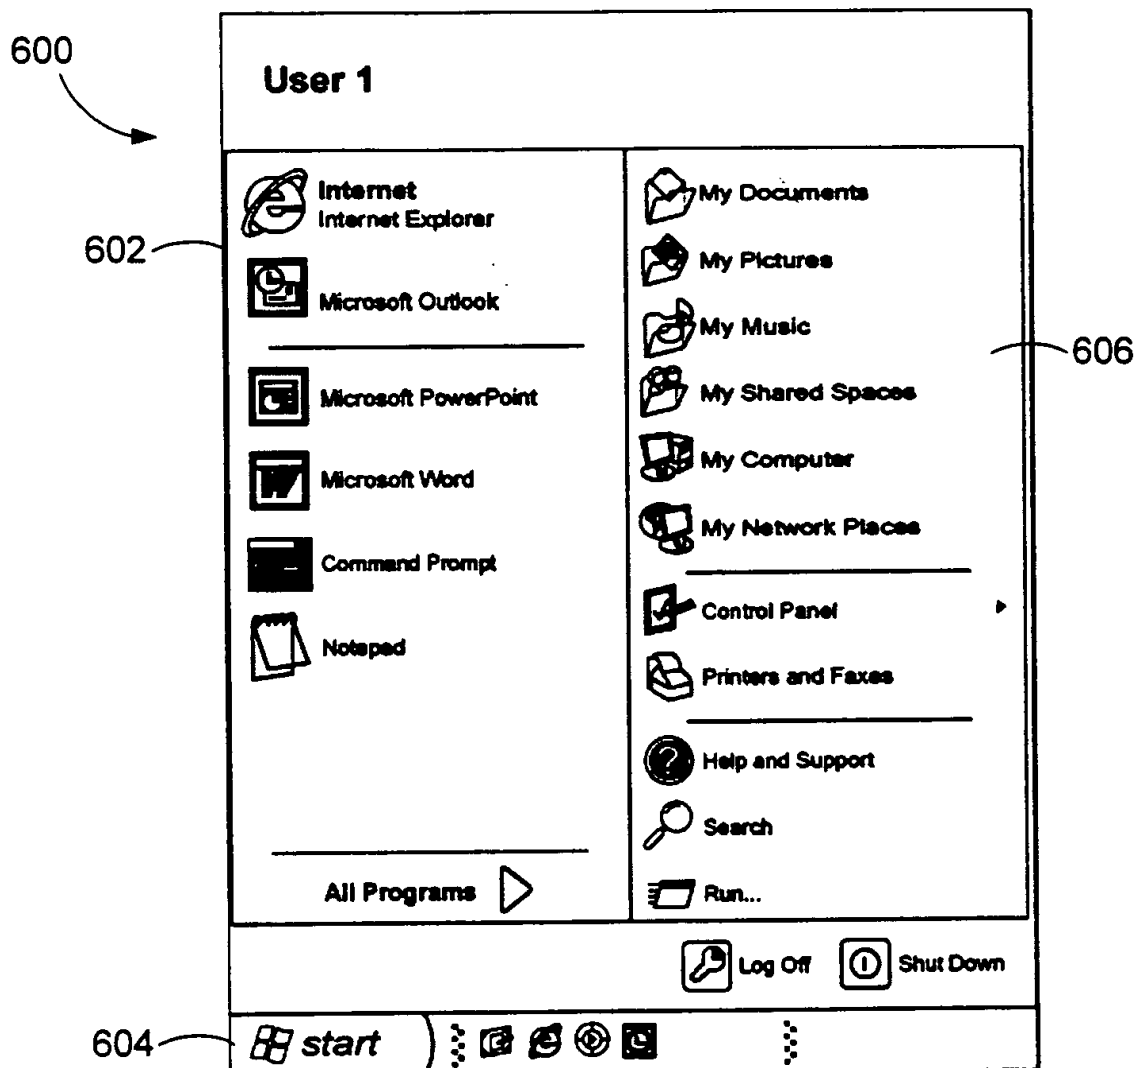 600
User 1
Internet
Internet Explorer
602
Microsoft Outlook
Microsoft PowerPoint
Microsoft Word
Command Prompt
Notepad
All Programs
My Documents
My Pictures
My Music
606
My Shared Spaces
My Computer
My Network Places
Control Panel
Printers and Faxes
Help and Support
Search
Run...
Log Off
Shut Down
604
start